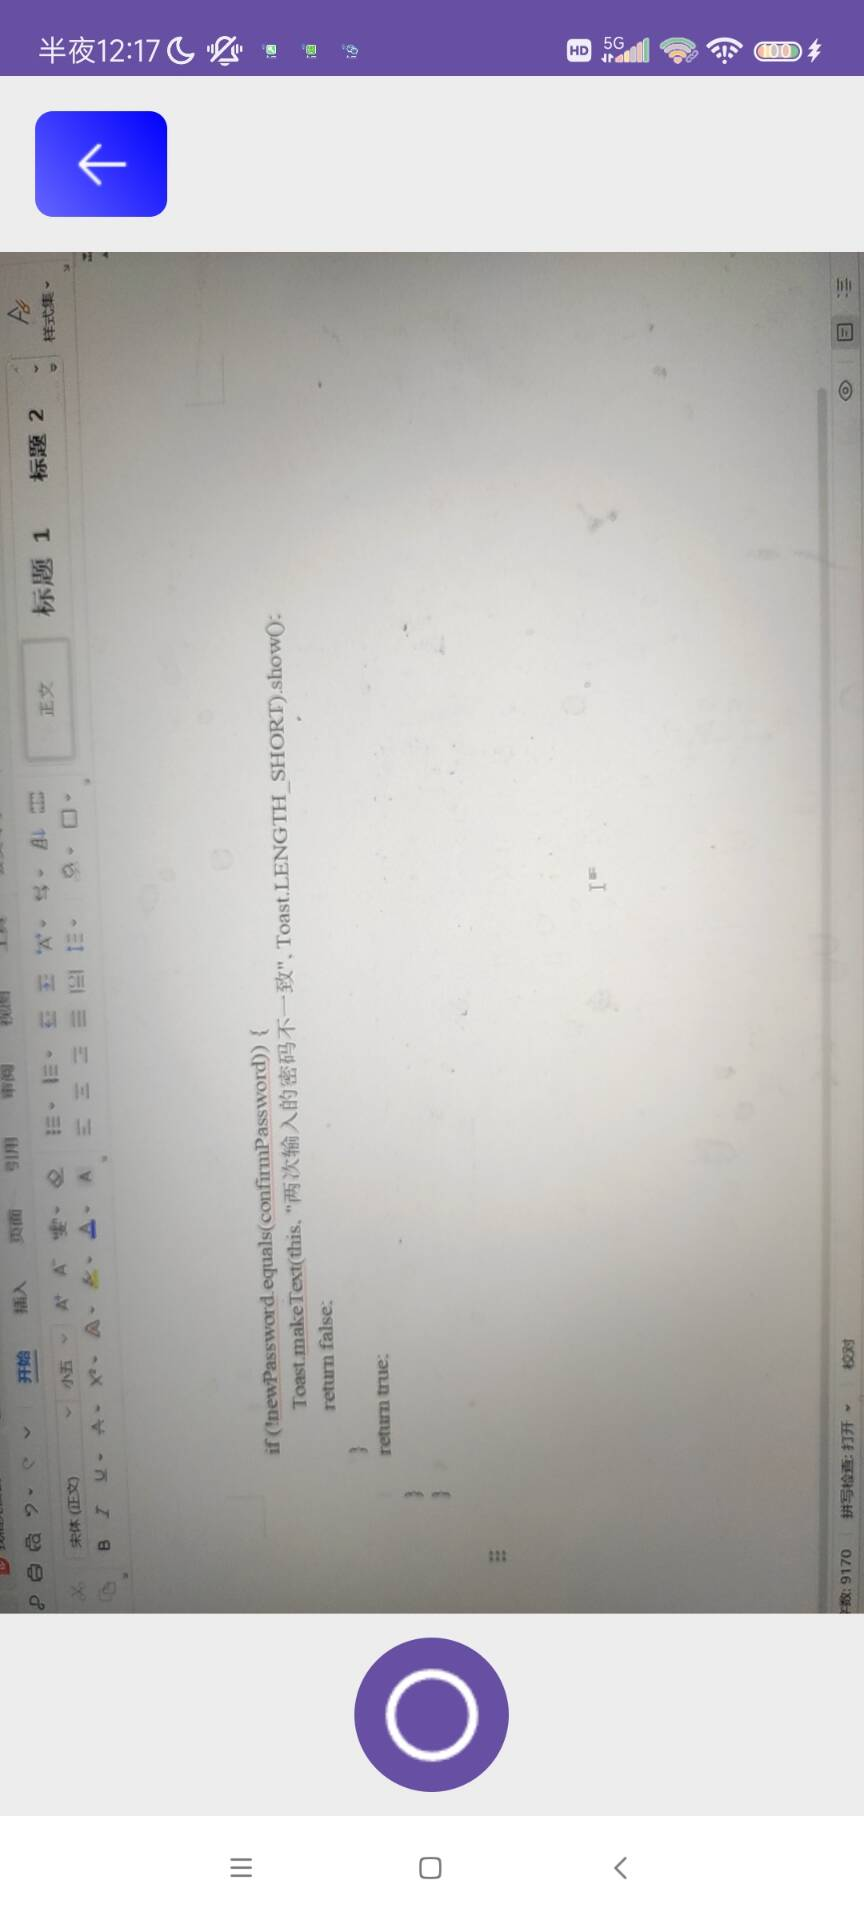 半夜12:17
HD 5G 100
样式集
正文 标题 1 标题 2
开始 插入 页面 引用 审阅 视图 工具
宋体 (正文) 小五 A⁺ A⁻
B I U A X² A A A
if (!newPassword.equals(confirmPassword)) {
Toast.makeText(this, "两次输入的密码不一致", Toast.LENGTH_SHORT).show();
return false;
}
return true;
}
}
字数: 9170 拼写检查: 打开 校对